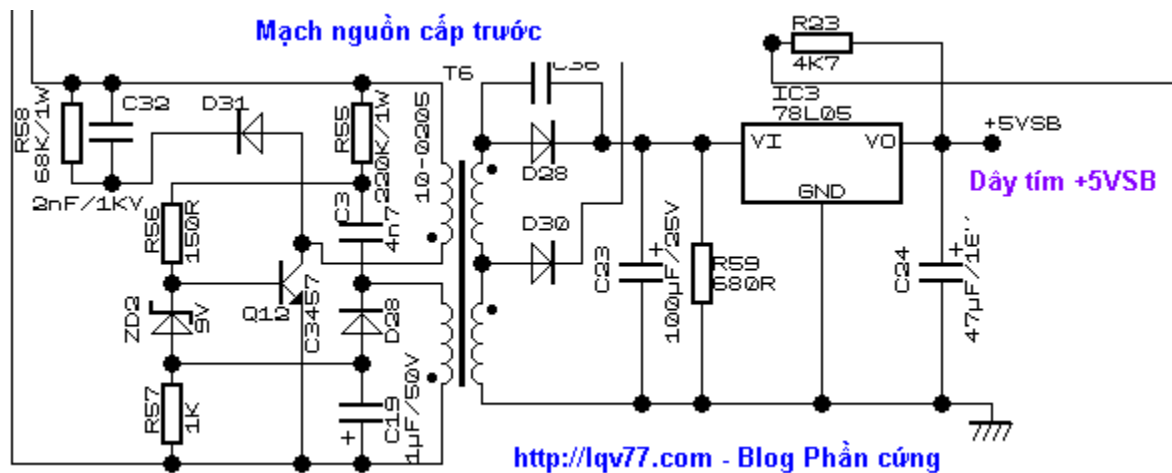 Mạch nguồn cấp trước
R58
68K/1W
C32
2nF/1KV
D31
R55
220K/1W
T6
10-0205
R56
150R
C3
4n7
Q12
C3457
ZD2
9V
D28
R57
1K
C19
1µF/50V
+
C36
D28
D30
C23
100µF/25V
+
R59
680R
IC3
78L05
VI
VO
GND
R23
4K7
+5VSB
Dây tím +5VSB
C24
+
http://lqv77.com - Blog Phần cứng